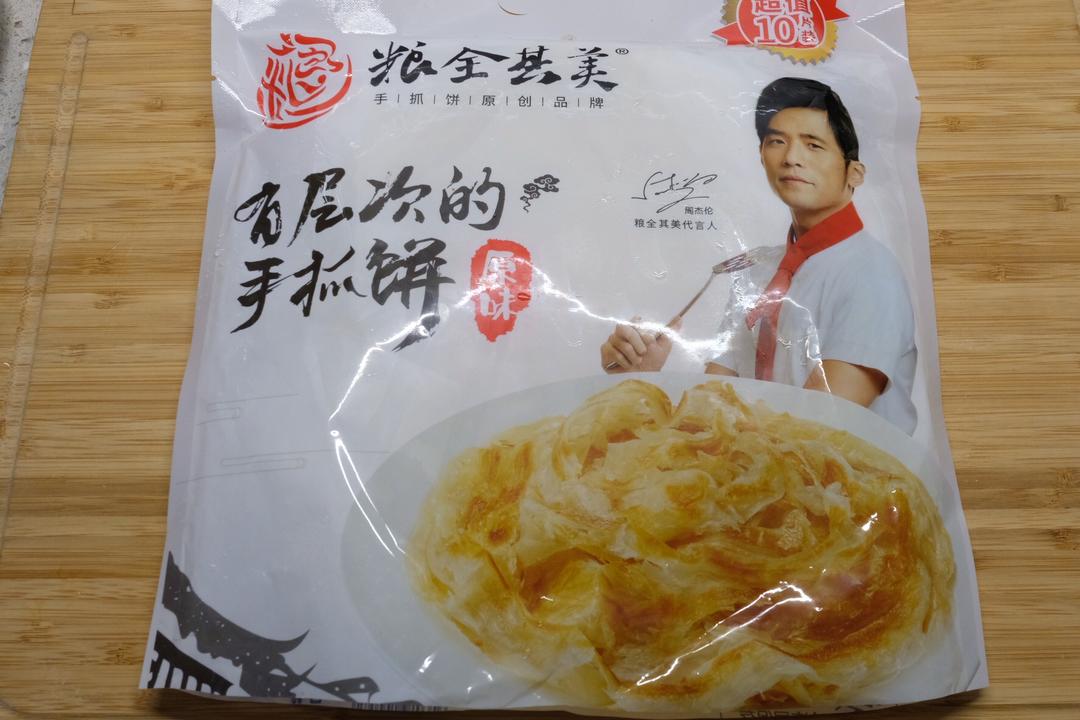 超值
10片装
粮全其美®
手抓饼原创品牌
有层次的
手抓饼
原味
周杰伦
粮全其美代言人